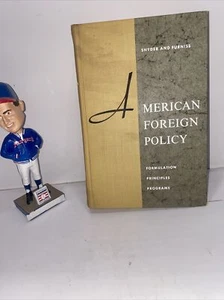 SNYDER AND FURNISS
AMERICAN
FOREIGN
POLICY
FORMULATION
PRINCIPLES
PROGRAMS